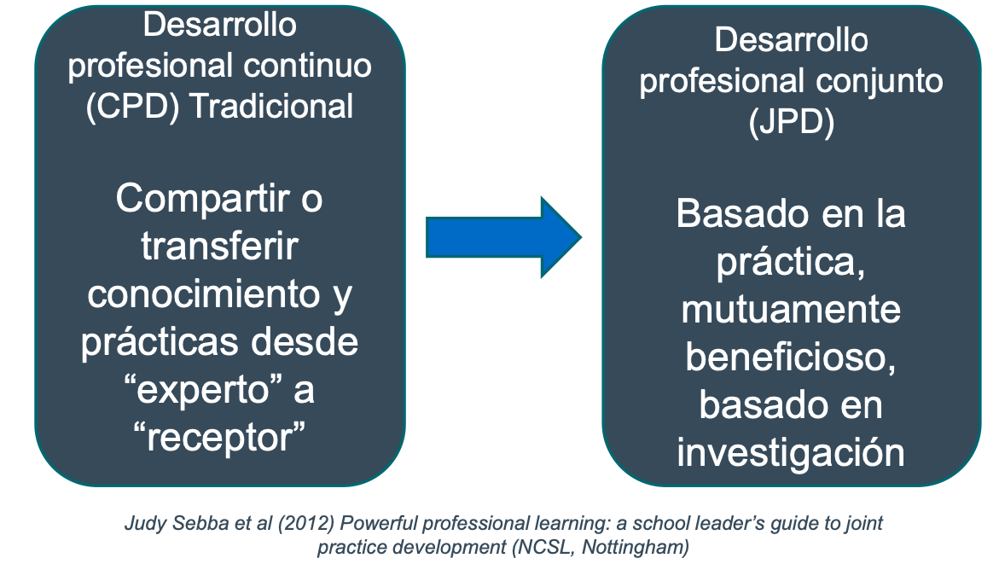 Desarrollo
profesional continuo
(CPD) Tradicional
Compartir o
transferir
conocimiento y
prácticas desde
“experto” a
“receptor”
Desarrollo
profesional conjunto
(JPD)
Basado en la
práctica,
mutuamente
beneficioso,
basado en
investigación
Judy Sebba et al (2012) Powerful professional learning: a school leader’s guide to joint
practice development (NCSL, Nottingham)